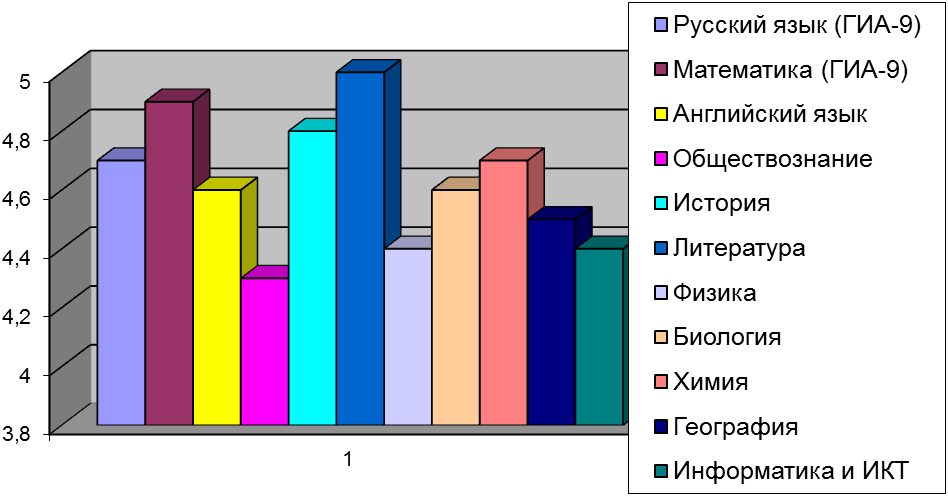 5
4,8
4,6
4,4
4,2
4
3,8
1
Русский язык (ГИА-9)
Математика (ГИА-9)
Английский язык
Обществознание
История
Литература
Физика
Биология
Химия
География
Информатика и ИКТ